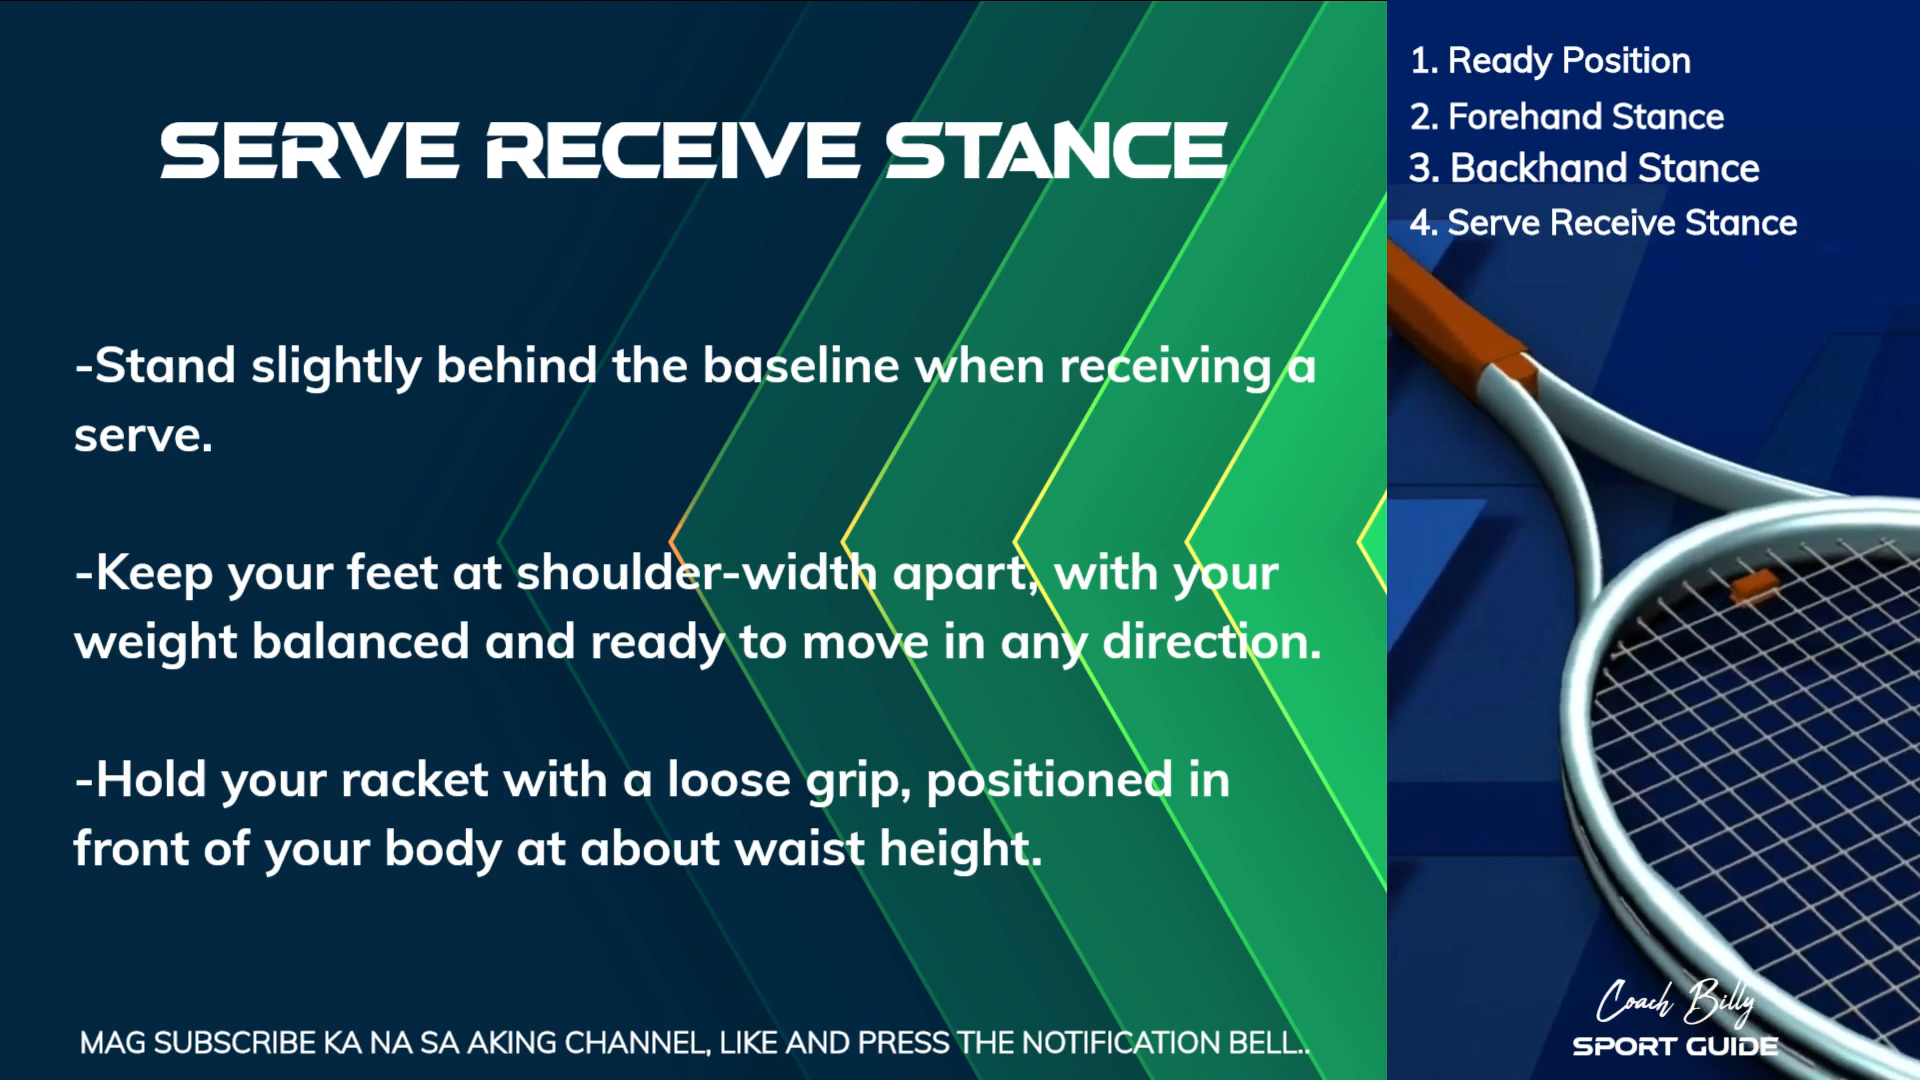 SERVE RECEIVE STANCE
-Stand slightly behind the baseline when receiving a
serve.
-Keep your feet at shoulder-width apart, with your
weight balanced and ready to move in any direction.
-Hold your racket with a loose grip, positioned in
front of your body at about waist height.
MAG SUBSCRIBE KA NA SA AKING CHANNEL, LIKE AND PRESS THE NOTIFICATION BELL..
1. Ready Position
2. Forehand Stance
3. Backhand Stance
4. Serve Receive Stance
Coach Billy
SPORT GUIDE